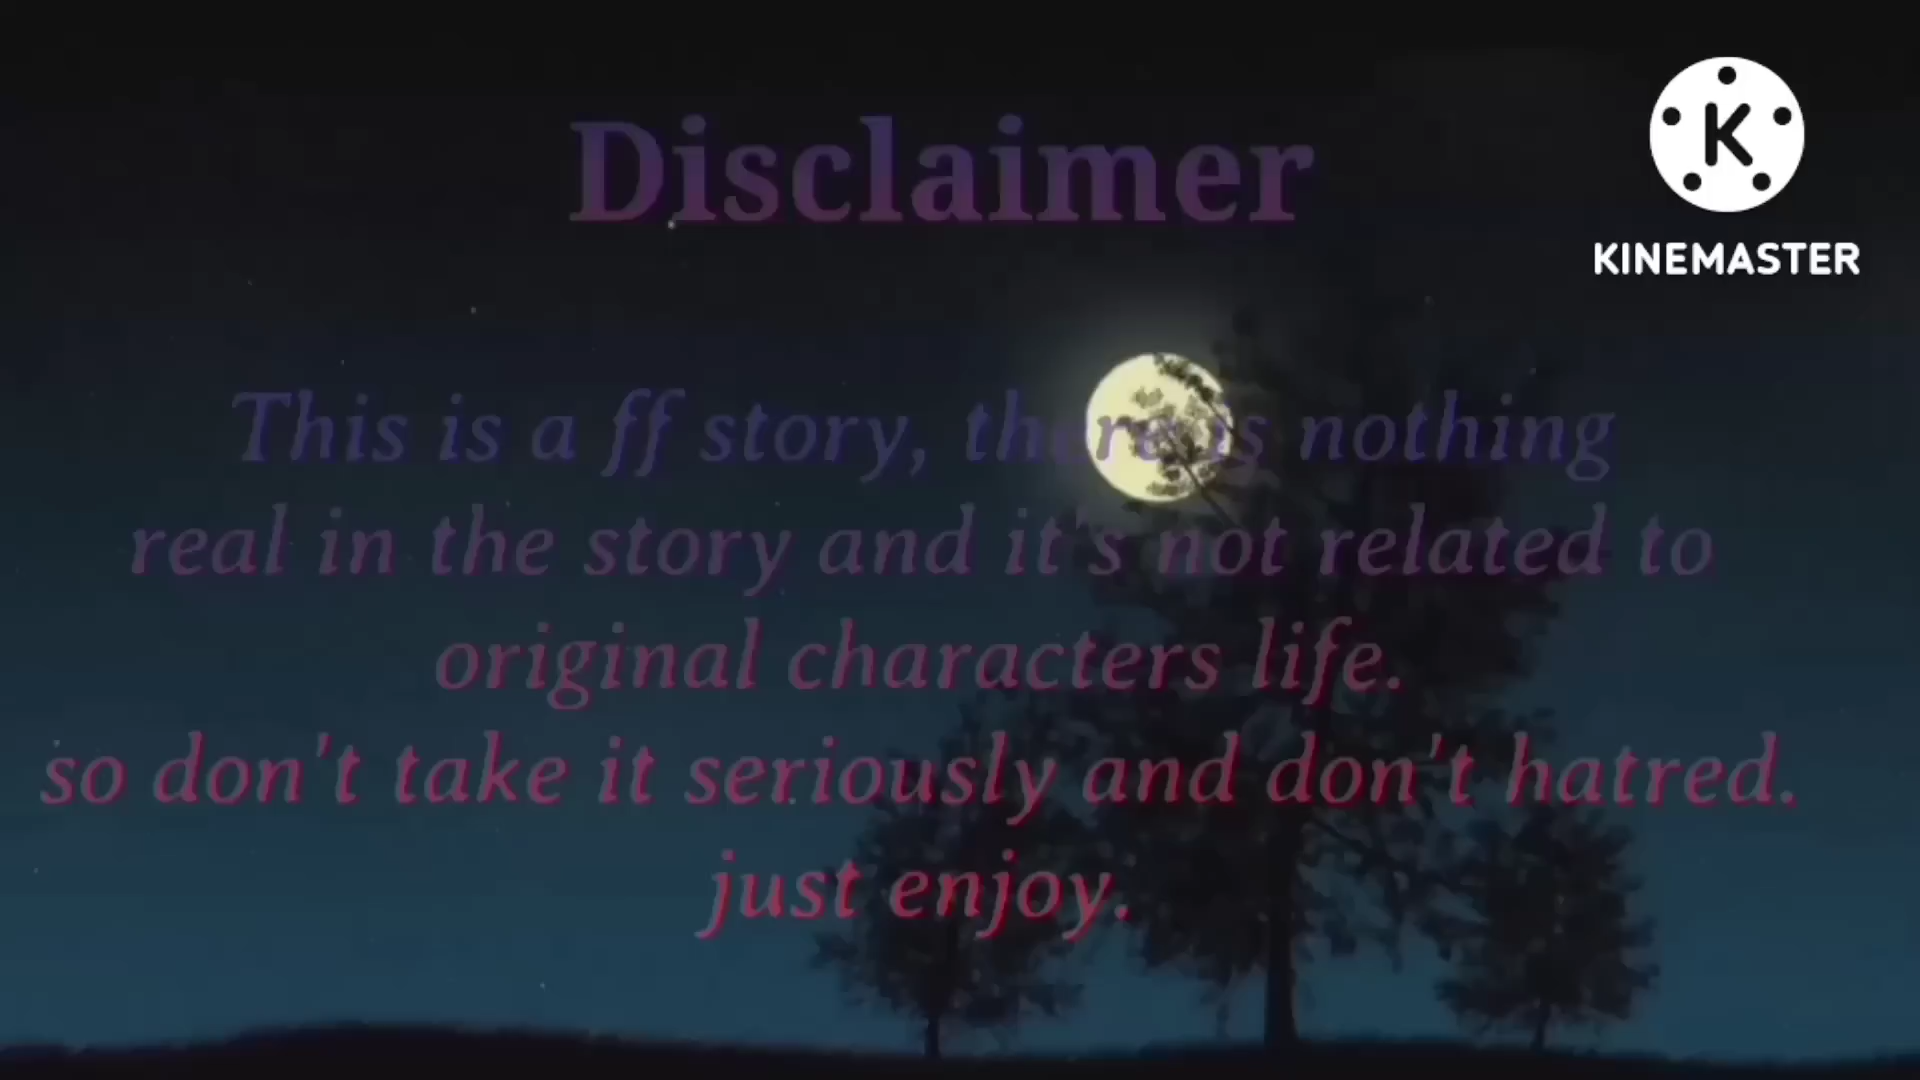 Disclaimer
K
KINEMASTER
This is a ff story, there is nothing
real in the story and it's not related to
original characters life.
so don't take it seriously and don't hatred.
just enjoy.